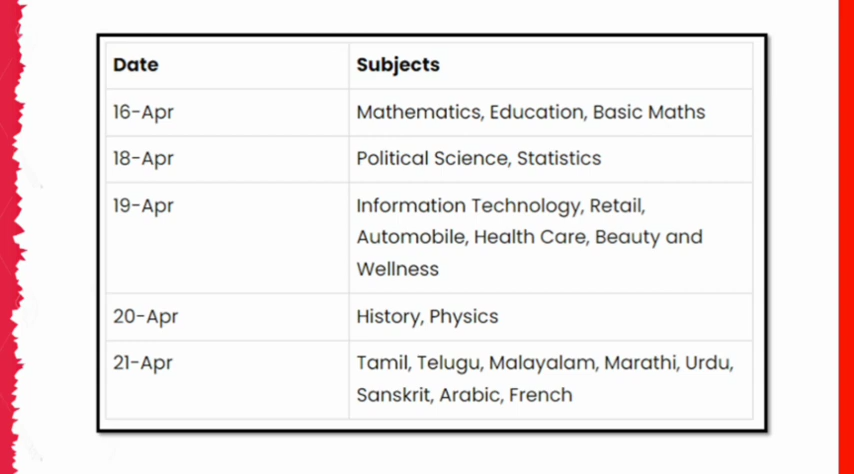 Date Subjects
16-Apr Mathematics, Education, Basic Maths
18-Apr Political Science, Statistics
19-Apr Information Technology, Retail,
Automobile, Health Care, Beauty and
Wellness
20-Apr History, Physics
21-Apr Tamil, Telugu, Malayalam, Marathi, Urdu,
Sanskrit, Arabic, French